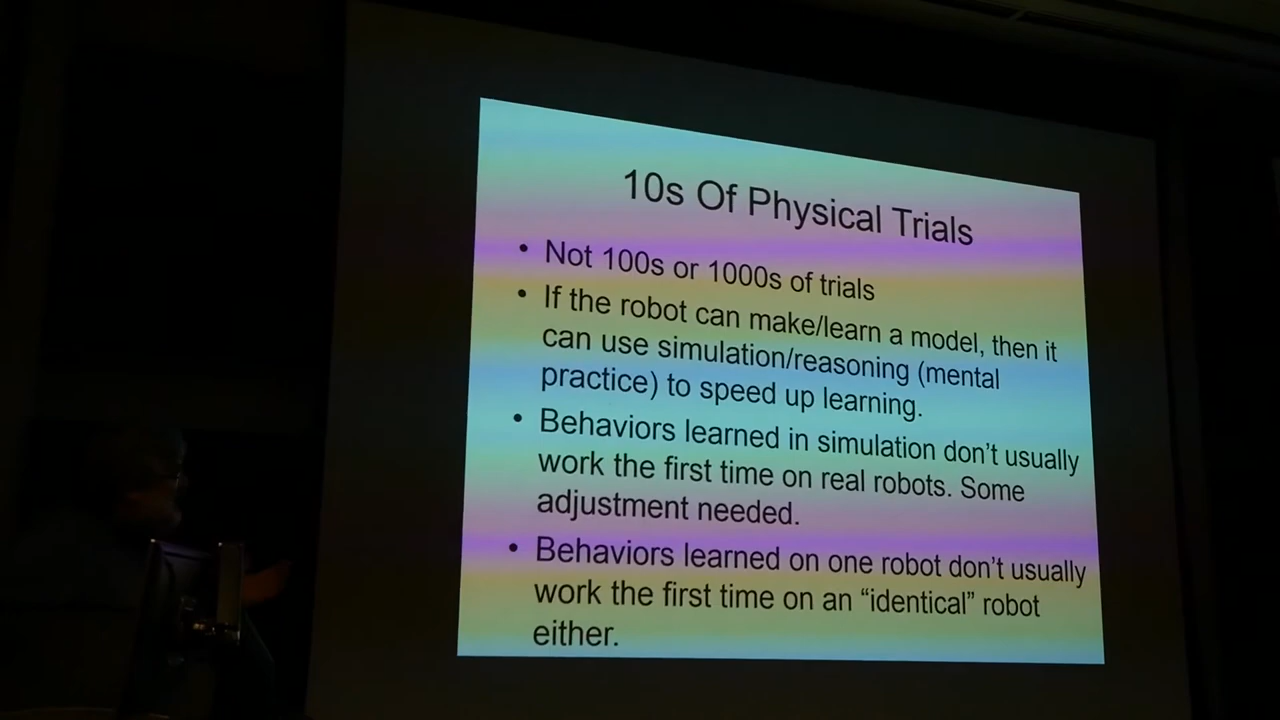 10s Of Physical Trials
• Not 100s or 1000s of trials
• If the robot can make/learn a model, then it
can use simulation/reasoning (mental
practice) to speed up learning.
• Behaviors learned in simulation don't usually
work the first time on real robots. Some
adjustment needed.
• Behaviors learned on one robot don't usually
work the first time on an “identical” robot
either.